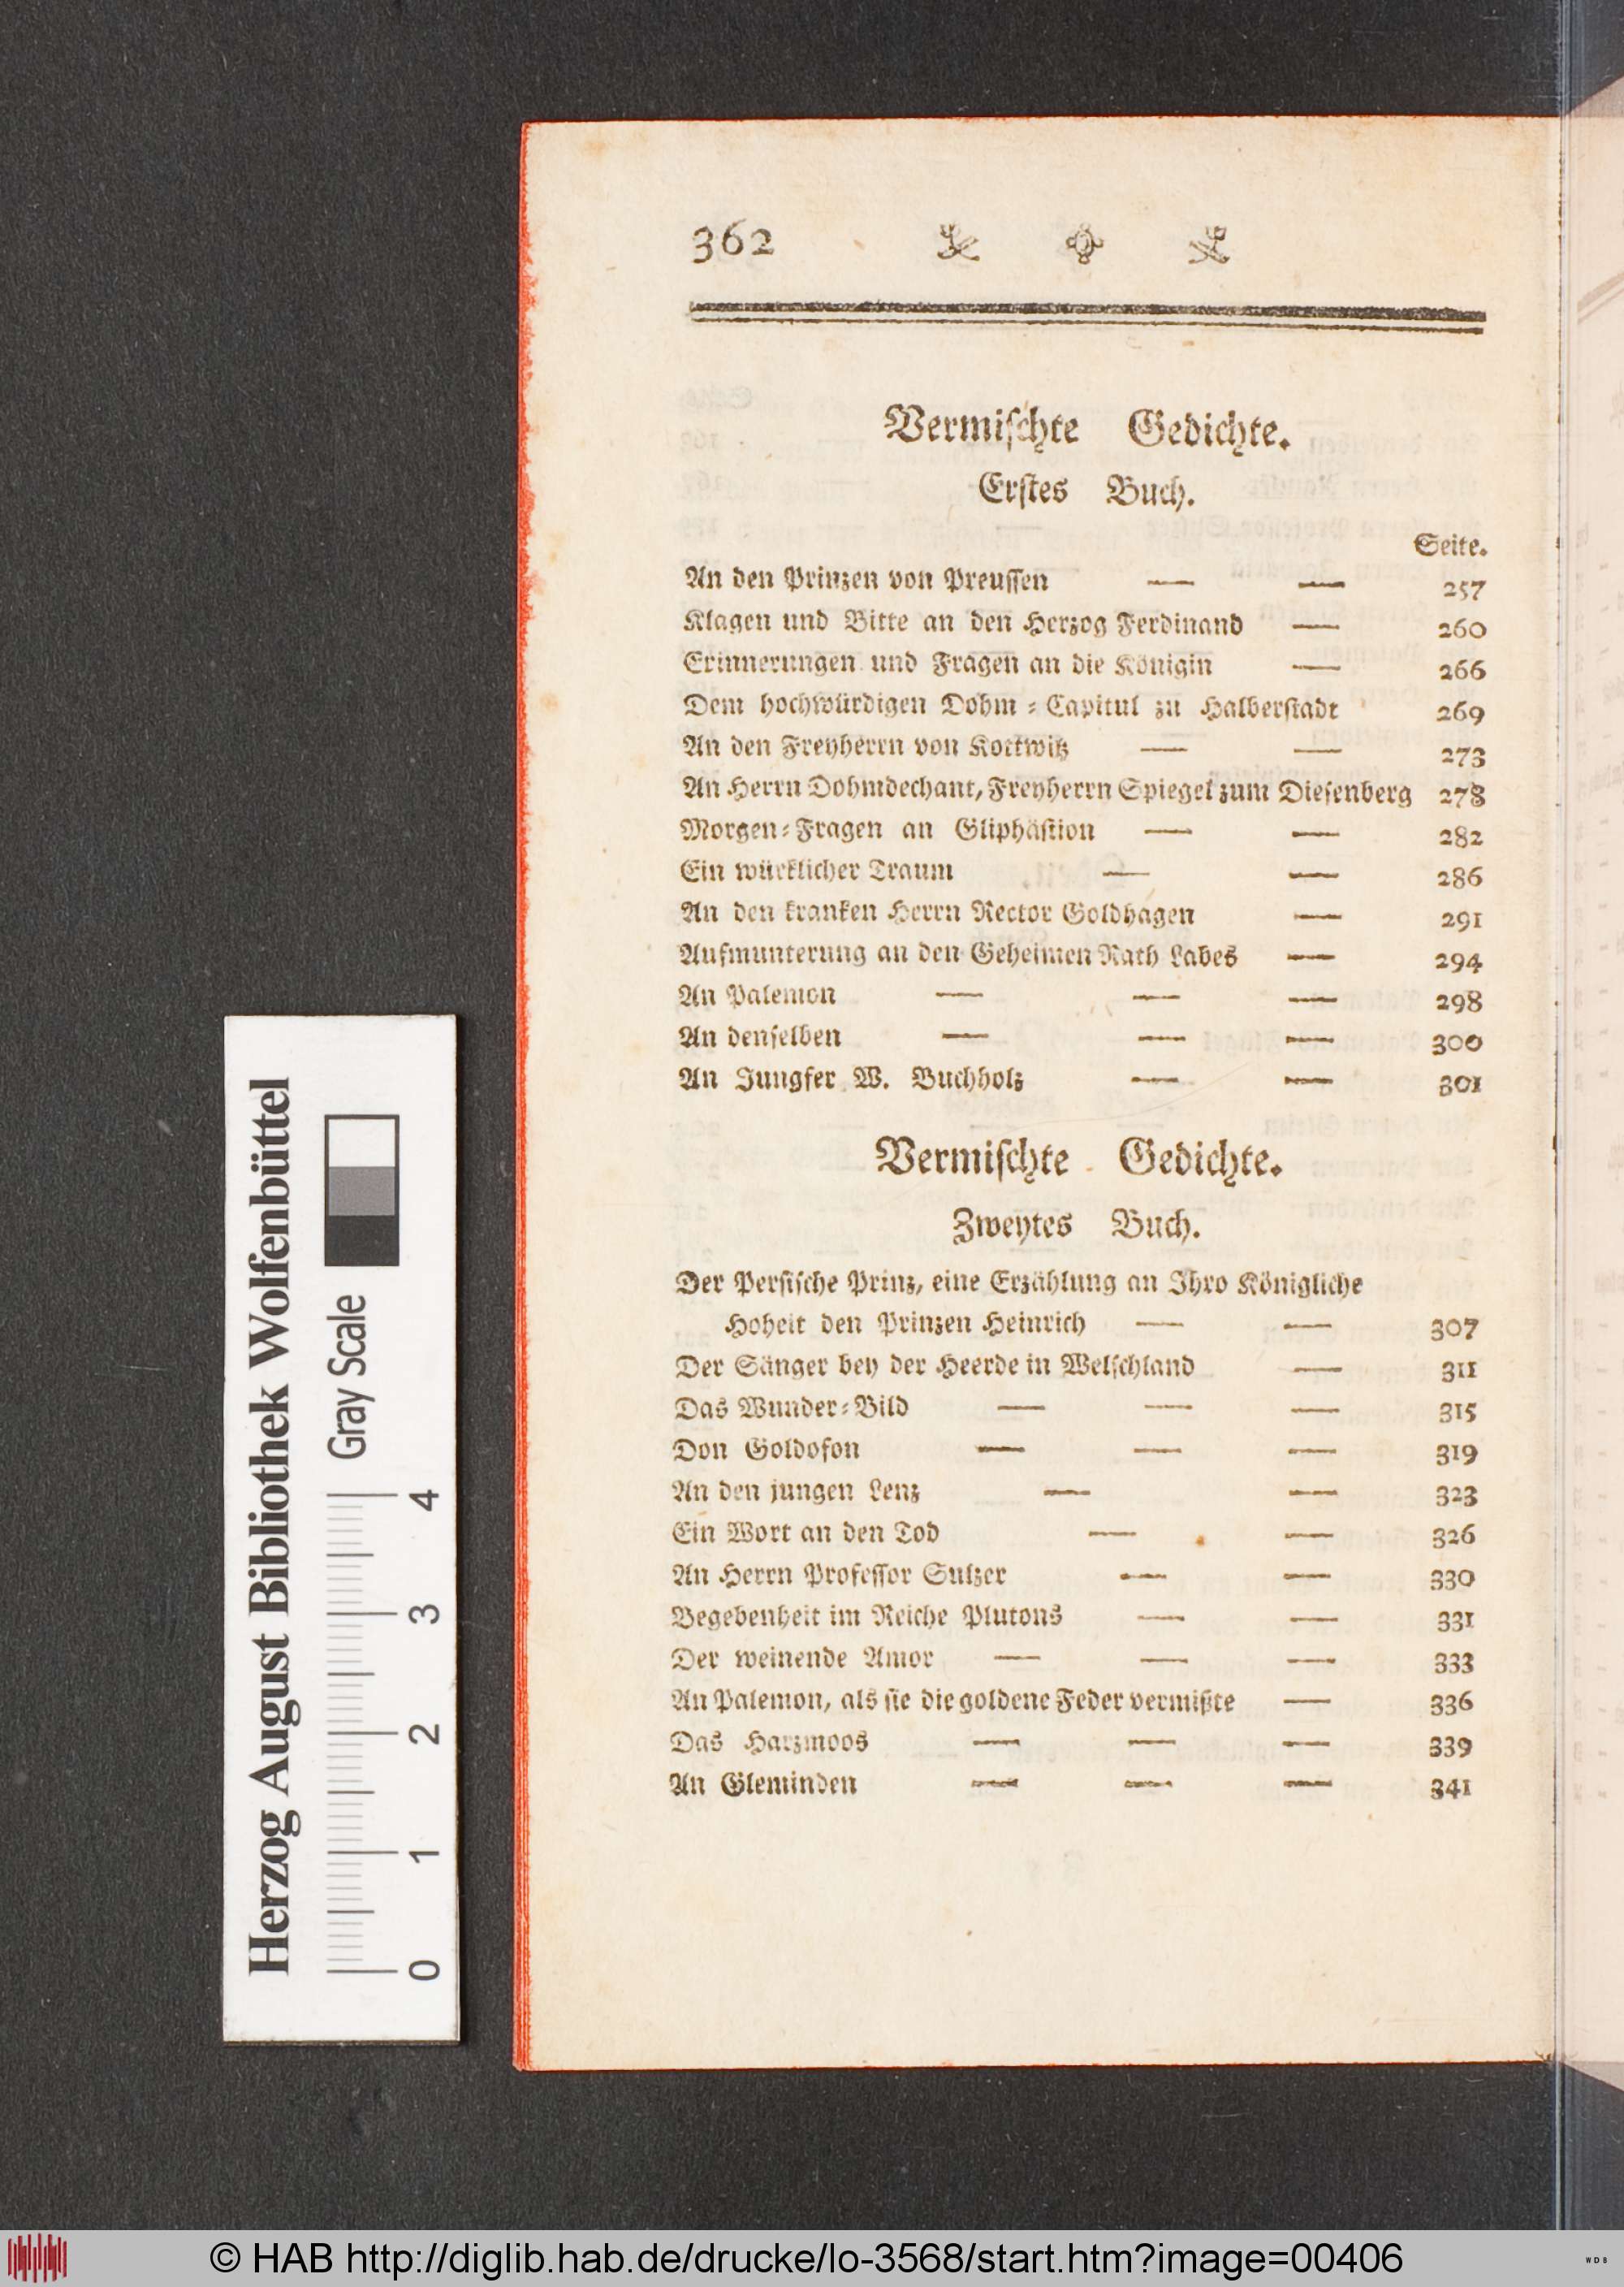 362
Vermischte Gedichte.
Erstes Buch.
Seite.
An den Prinzen von Preussen — — 257
Klagen und Bitte an den Herzog Ferdinand — 260
Erinnerungen und Fragen an die Königin — 266
Dem hochwürdigen Dohm = Capitul zu Halberstadt 269
An den Freyherrn von Kottwitz — — 273
An Herrn Dohmdechant, Freyherrn Spiegel zum Diesenberg 278
Morgen=Fragen an Gliphästion — — 282
Ein würklicher Traum — — 286
An den kranken Herrn Rector Goldhagen — 291
Aufmunterung an den Geheimen Rath Labes — 294
An Palemon — — — 298
An denselben — — — 300
An Jungfer W. Buchholz — — 301
Vermischte Gedichte.
Zweytes Buch.
Der Persische Prinz, eine Erzählung an Ihro Königliche
Hoheit den Prinzen Heinrich — — 307
Der Sänger bey der Heerde in Welschland — 311
Das Wunder=Bild — — — 315
Don Goldofon — — — 319
An den jungen Lenz — — 323
Ein Wort an den Tod — — 326
An Herrn Professor Sulzer — — 330
Begebenheit im Reiche Plutons — — 331
Der weinende Amor — — — 333
An Palemon, als sie die goldene Feder vermißte — 336
Das Harzmoos — — — 339
An Gleminden — — — 341
Herzog August Bibliothek Wolfenbüttel
Gray Scale
0 1 2 3 4
© HAB http://diglib.hab.de/drucke/lo-3568/start.htm?image=00406
WDB